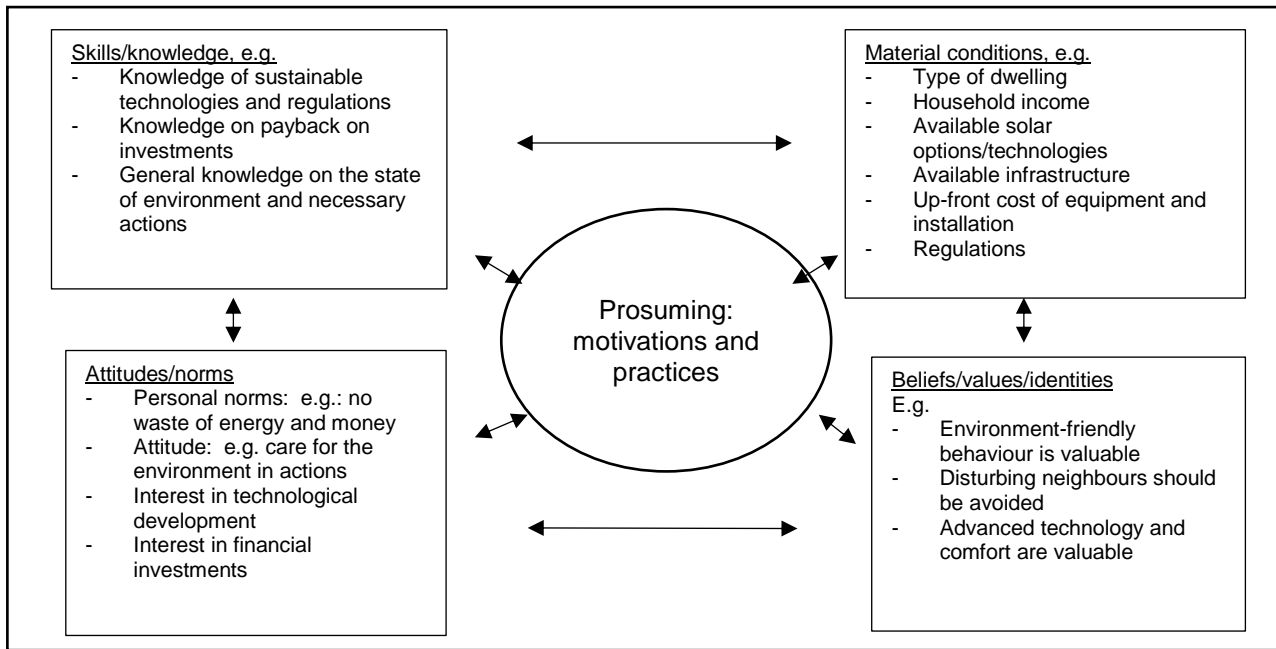 Skills/knowledge, e.g.
- Knowledge of sustainable
technologies and regulations
- Knowledge on payback on
investments
- General knowledge on the state
of environment and necessary
actions
Material conditions, e.g.
- Type of dwelling
- Household income
- Available solar
options/technologies
- Available infrastructure
- Up-front cost of equipment and
installation
- Regulations
Prosuming:
motivations and
practices
Attitudes/norms
- Personal norms: e.g.: no
waste of energy and money
- Attitude: e.g. care for the
environment in actions
- Interest in technological
development
- Interest in financial
investments
Beliefs/values/identities
E.g.
- Environment-friendly
behaviour is valuable
- Disturbing neighbours should
be avoided
- Advanced technology and
comfort are valuable